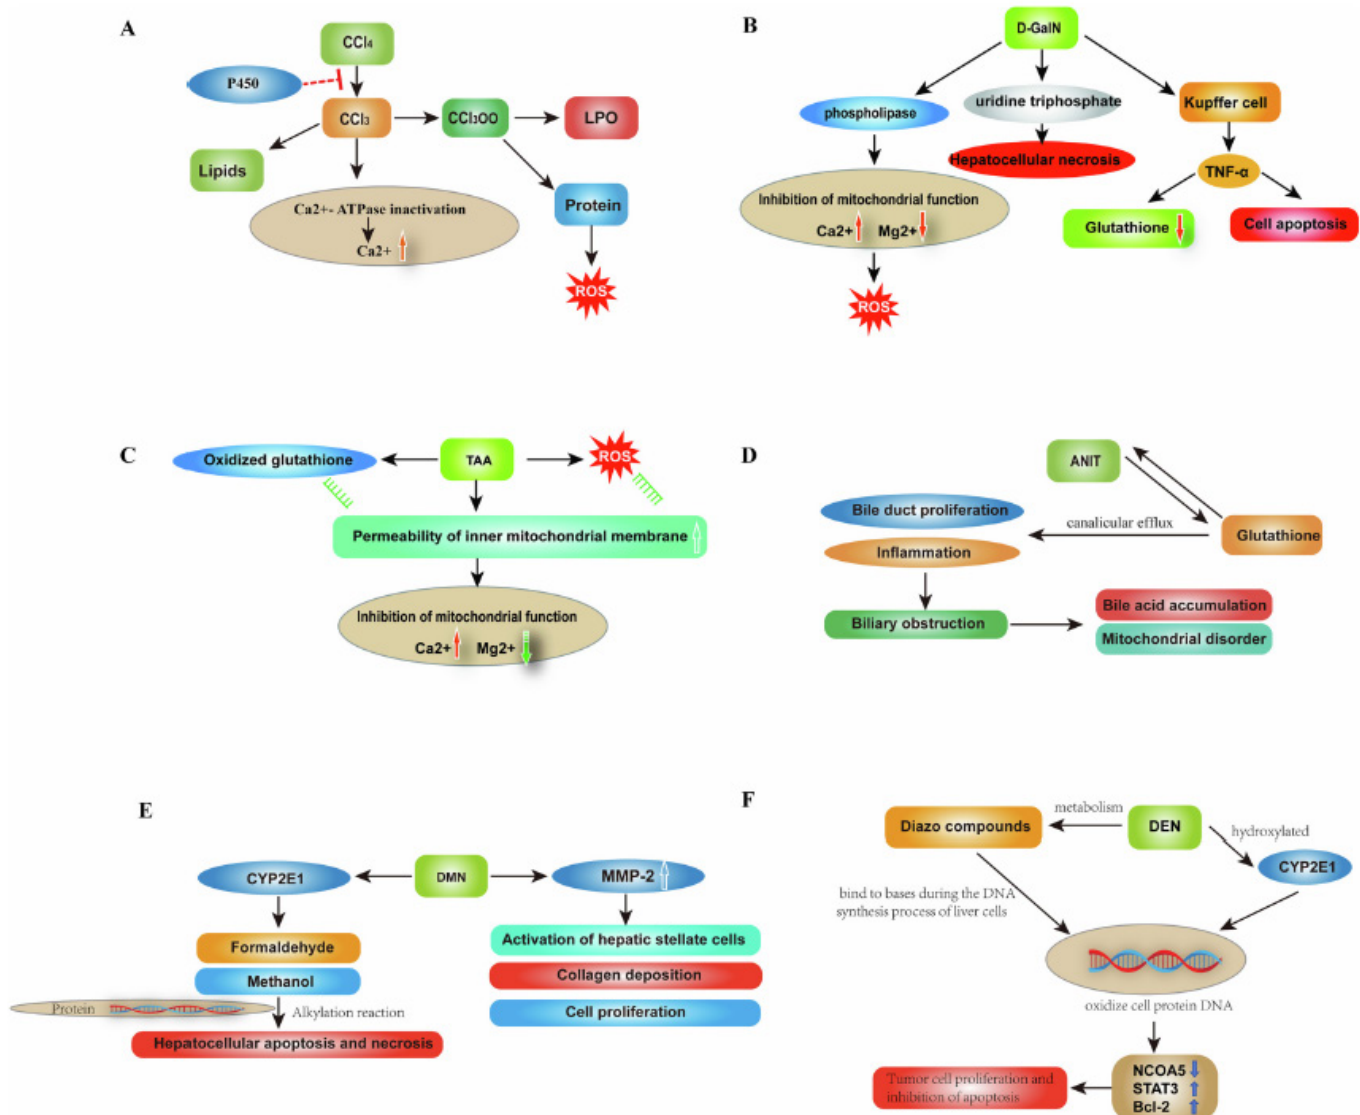 A
CCl4
P450
CCl3
CCl3OO
LPO
Lipids
Ca2+- ATPase inactivation
Ca2+
Protein
ROS
B
D-GalN
phospholipase
uridine triphosphate
Kupffer cell
Hepatocellular necrosis
TNF-α
Inhibition of mitochondrial function
Ca2+ Mg2+
Glutathione
Cell apoptosis
ROS
C
Oxidized glutathione
TAA
ROS
Permeability of inner mitochondrial membrane
Inhibition of mitochondrial function
Ca2+ Mg2+
D
ANIT
Bile duct proliferation
canalicular efflux
Glutathione
Inflammation
Biliary obstruction
Bile acid accumulation
Mitochondrial disorder
E
CYP2E1
DMN
MMP-2
Formaldehyde
Methanol
Protein
Alkylation reaction
Hepatocellular apoptosis and necrosis
Activation of hepatic stellate cells
Collagen deposition
Cell proliferation
F
Diazo compounds
metabolism
DEN
hydroxylated
CYP2E1
bind to bases during the DNA
synthesis process of liver cells
oxidize cell protein DNA
NCOA5
STAT3
Bcl-2
Tumor cell proliferation and
inhibition of apoptosis